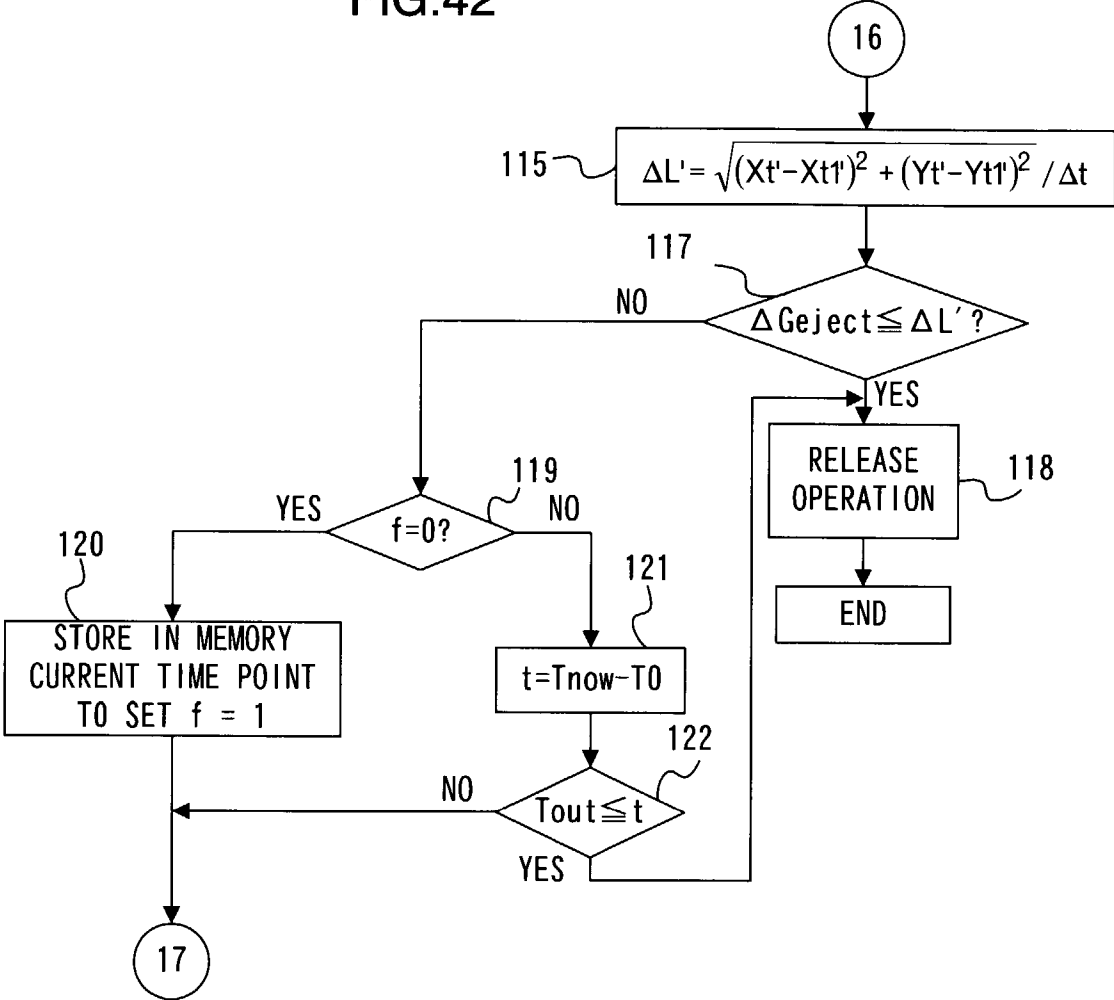 FIG.42
16
115
ΔL'= √(Xt'-Xt1')² + (Yt'-Yt1')² / Δt
117
NO
ΔGeject≦ΔL'?
YES
RELEASE
OPERATION
118
END
119
YES
f=0?
NO
120
STORE IN MEMORY
CURRENT TIME POINT
TO SET f = 1
121
t=Tnow-T0
122
NO
Tout≦t
YES
17